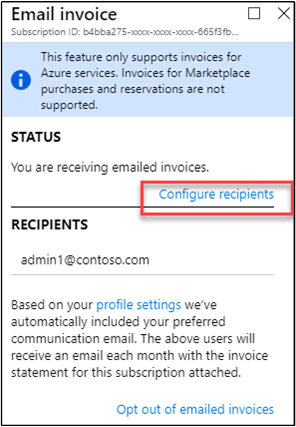 Email invoice
Subscription ID: b4bba275-xxxx-xxxx-xxxx-665f3fb...
This feature only supports invoices for
Azure services. Invoices for Marketplace
purchases and reservations are not
supported.
STATUS
You are receiving emailed invoices.
Configure recipients
RECIPIENTS
admin1@contoso.com
Based on your profile settings we've
automatically included your preferred
communication email. The above users will
receive an email each month with the invoice
statement for this subscription attached.
Opt out of emailed invoices